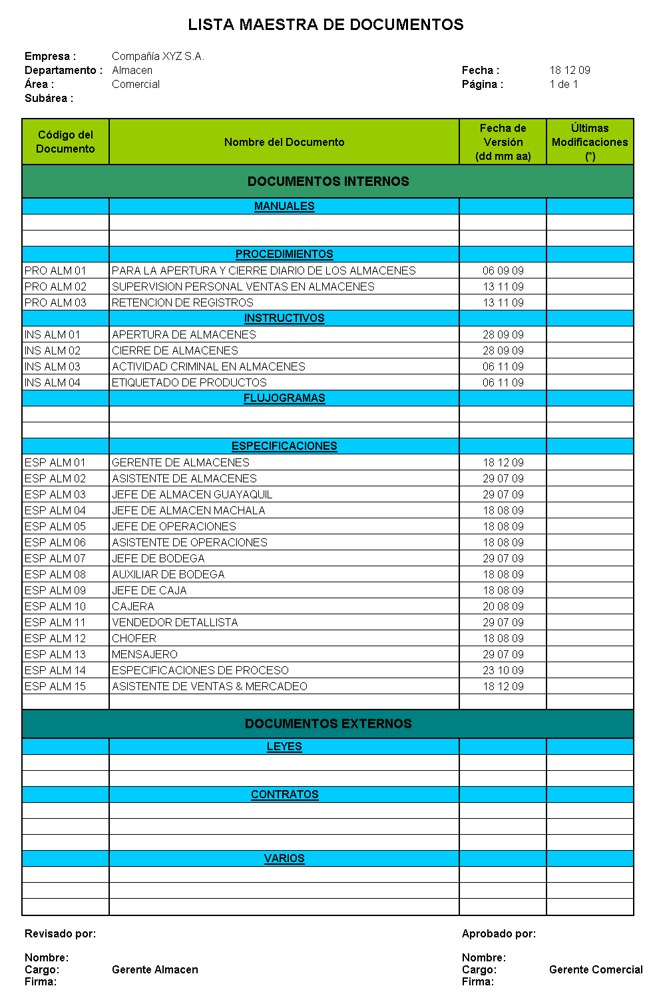 LISTA MAESTRA DE DOCUMENTOS
Empresa : Compañía XYZ S.A.
Departamento : Almacen Fecha : 18 12 09
Área : Comercial Página : 1 de 1
Subárea :
Código del Documento Nombre del Documento Fecha de Versión (dd mm aa) Últimas Modificaciones (*)
DOCUMENTOS INTERNOS
MANUALES
PROCEDIMIENTOS
PRO ALM 01 PARA LA APERTURA Y CIERRE DIARIO DE LOS ALMACENES 06 09 09
PRO ALM 02 SUPERVISION PERSONAL VENTAS EN ALMACENES 13 11 09
PRO ALM 03 RETENCION DE REGISTROS 13 11 09
INSTRUCTIVOS
INS ALM 01 APERTURA DE ALMACENES 28 09 09
INS ALM 02 CIERRE DE ALMACENES 28 09 09
INS ALM 03 ACTIVIDAD CRIMINAL EN ALMACENES 06 11 09
INS ALM 04 ETIQUETADO DE PRODUCTOS 06 11 09
FLUJOGRAMAS
ESPECIFICACIONES
ESP ALM 01 GERENTE DE ALMACENES 18 12 09
ESP ALM 02 ASISTENTE DE ALMACENES 29 07 09
ESP ALM 03 JEFE DE ALMACEN GUAYAQUIL 29 07 09
ESP ALM 04 JEFE DE ALMACEN MACHALA 18 08 09
ESP ALM 05 JEFE DE OPERACIONES 18 08 09
ESP ALM 06 ASISTENTE DE OPERACIONES 18 08 09
ESP ALM 07 JEFE DE BODEGA 29 07 09
ESP ALM 08 AUXILIAR DE BODEGA 18 08 09
ESP ALM 09 JEFE DE CAJA 18 08 09
ESP ALM 10 CAJERA 20 08 09
ESP ALM 11 VENDEDOR DETALLISTA 29 07 09
ESP ALM 12 CHOFER 18 08 09
ESP ALM 13 MENSAJERO 29 07 09
ESP ALM 14 ESPECIFICACIONES DE PROCESO 23 10 09
ESP ALM 15 ASISTENTE DE VENTAS & MERCADEO 18 12 09
DOCUMENTOS EXTERNOS
LEYES
CONTRATOS
VARIOS
Revisado por: Aprobado por:
Nombre: Nombre:
Cargo: Gerente Almacen Cargo: Gerente Comercial
Firma: Firma: